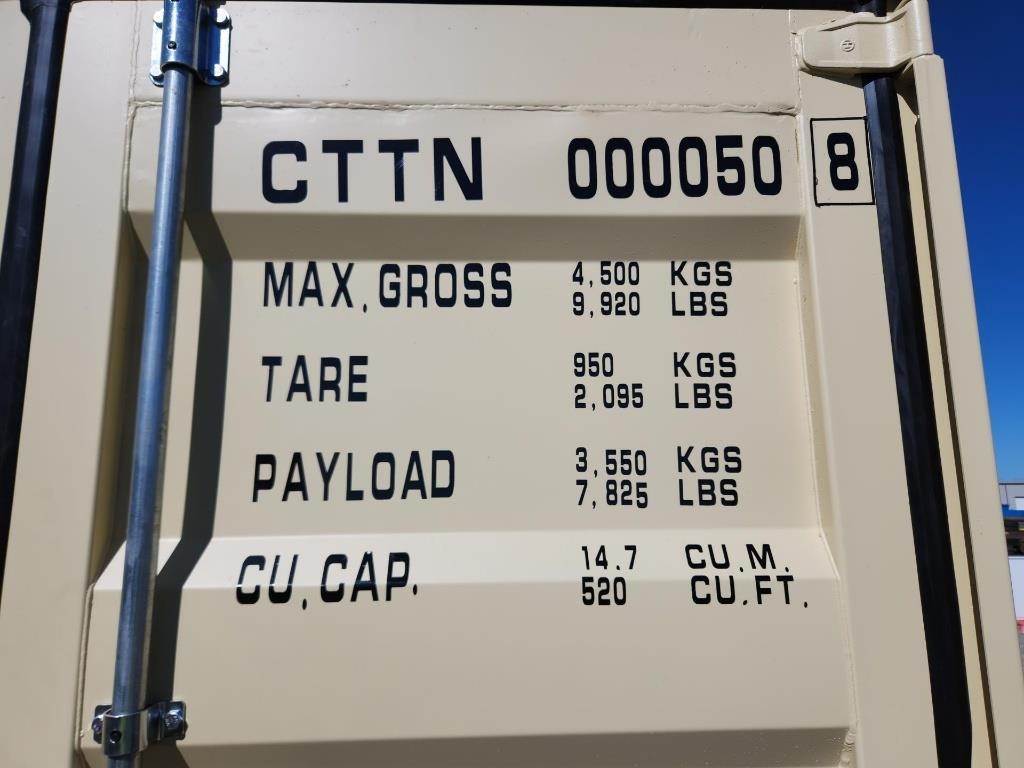 CTTN 000050 8
MAX.GROSS 4,500 KGS
9,920 LBS
TARE 950 KGS
2,095 LBS
PAYLOAD 3,550 KGS
7,825 LBS
CU.CAP. 14.7 CU.M.
520 CU.FT.